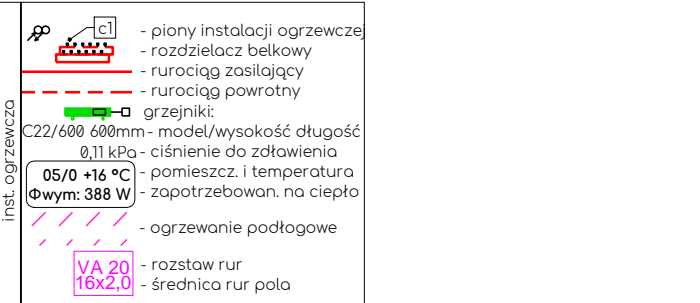 inst. ogrzewcza
c1 - piony instalacji ogrzewczej
- rozdzielacz belkowy
- rurociąg zasilający
- rurociąg powrotny
grzejniki:
C22/600 600mm - model/wysokość długość
0,11 kPa - ciśnienie do zdławienia
05/0 +16 °C - pomieszcz. i temperatura
Φwym: 388 W - zapotrzebowan. na ciepło
- ogrzewanie podłogowe
VA 20 - rozstaw rur
16x2,0 - średnica rur pola